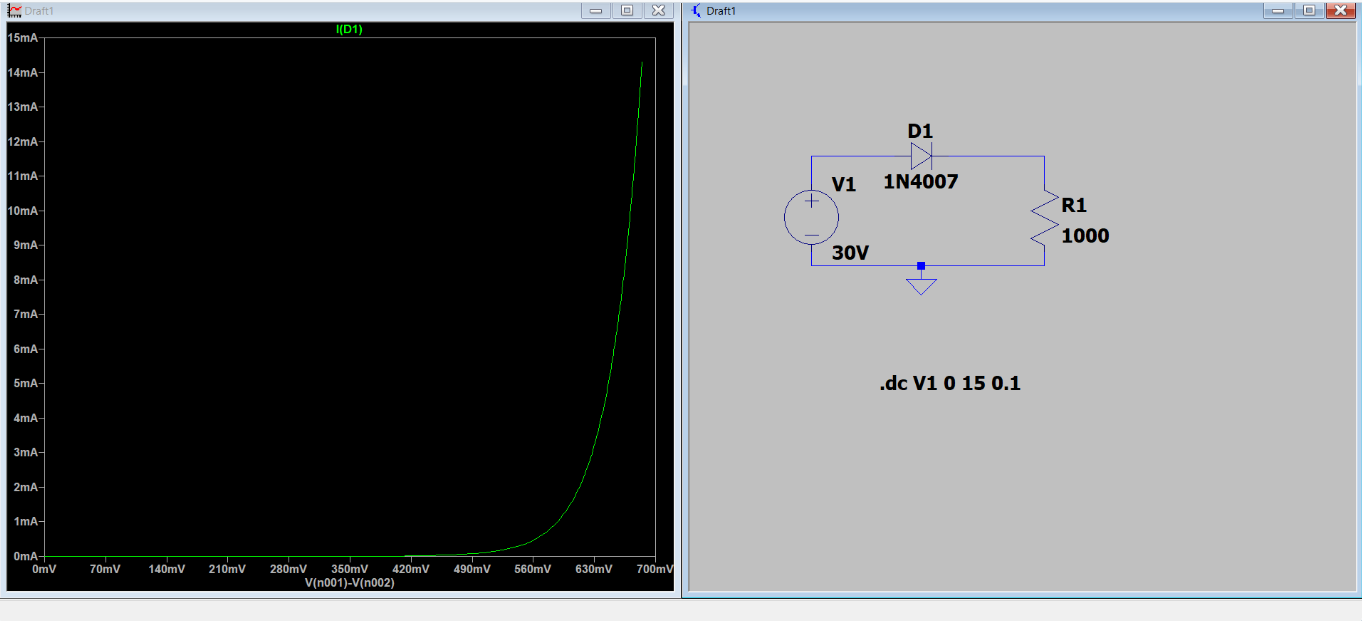 Draft1
I(D1)
15mA
14mA
13mA
12mA
11mA
10mA
9mA
8mA
7mA
6mA
5mA
4mA
3mA
2mA
1mA
0mA
0mV 70mV 140mV 210mV 280mV 350mV 420mV 490mV 560mV 630mV 700mV
V(n001)-V(n002)
Draft1
D1
1N4007
V1
30V
R1
1000
.dc V1 0 15 0.1